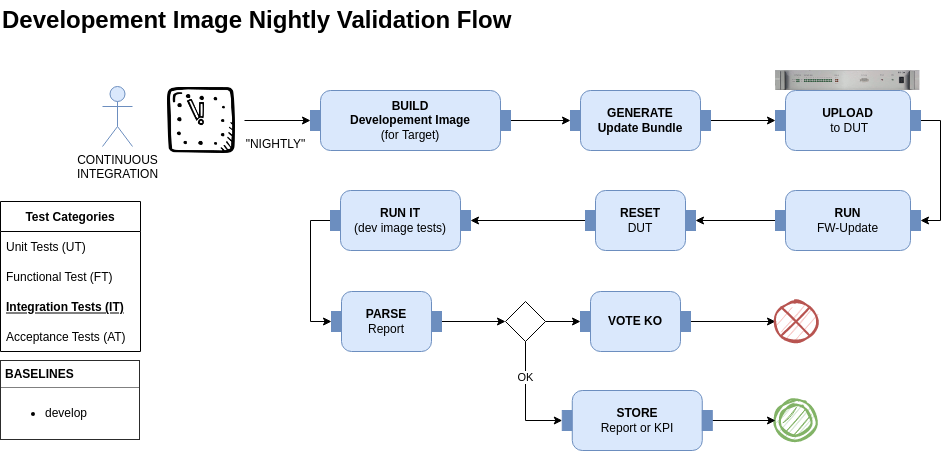 Developement Image Nightly Validation Flow
CONTINUOUS
INTEGRATION
"NIGHTLY"
BUILD
Developement Image
(for Target)
GENERATE
Update Bundle
UPLOAD
to DUT
RUN IT
(dev image tests)
RESET
DUT
RUN
FW-Update
Test Categories
Unit Tests (UT)
Functional Test (FT)
Integration Tests (IT)
Acceptance Tests (AT)
PARSE
Report
VOTE KO
OK
BASELINES
develop
STORE
Report or KPI